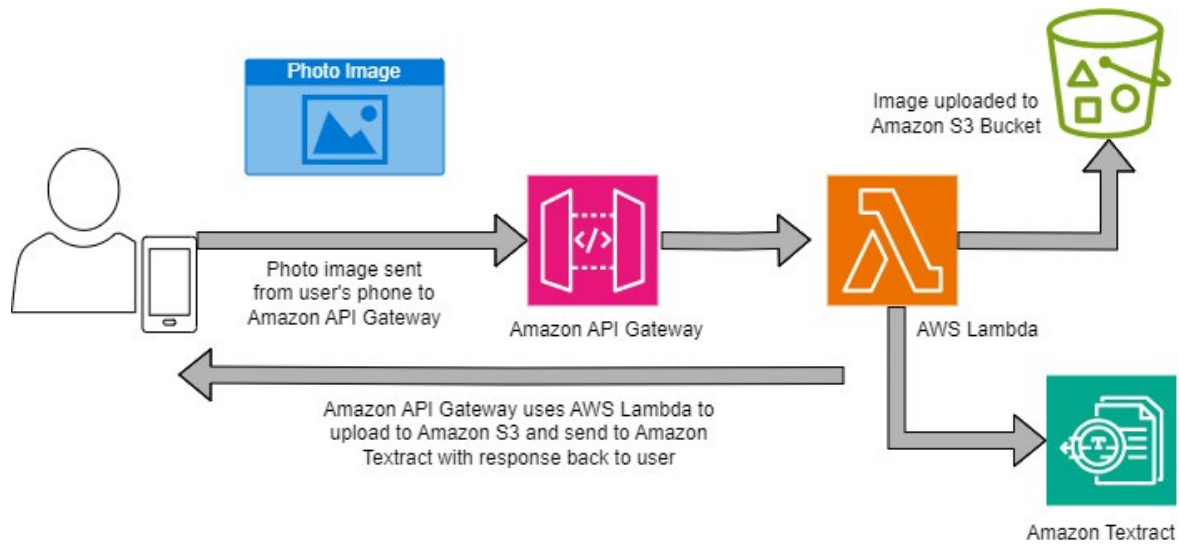 Photo Image
Image uploaded to
Amazon S3 Bucket
Photo image sent
from user's phone to
Amazon API Gateway
</>
Amazon API Gateway
AWS Lambda
Amazon API Gateway uses AWS Lambda to
upload to Amazon S3 and send to Amazon
Textract with response back to user
T
Amazon Textract